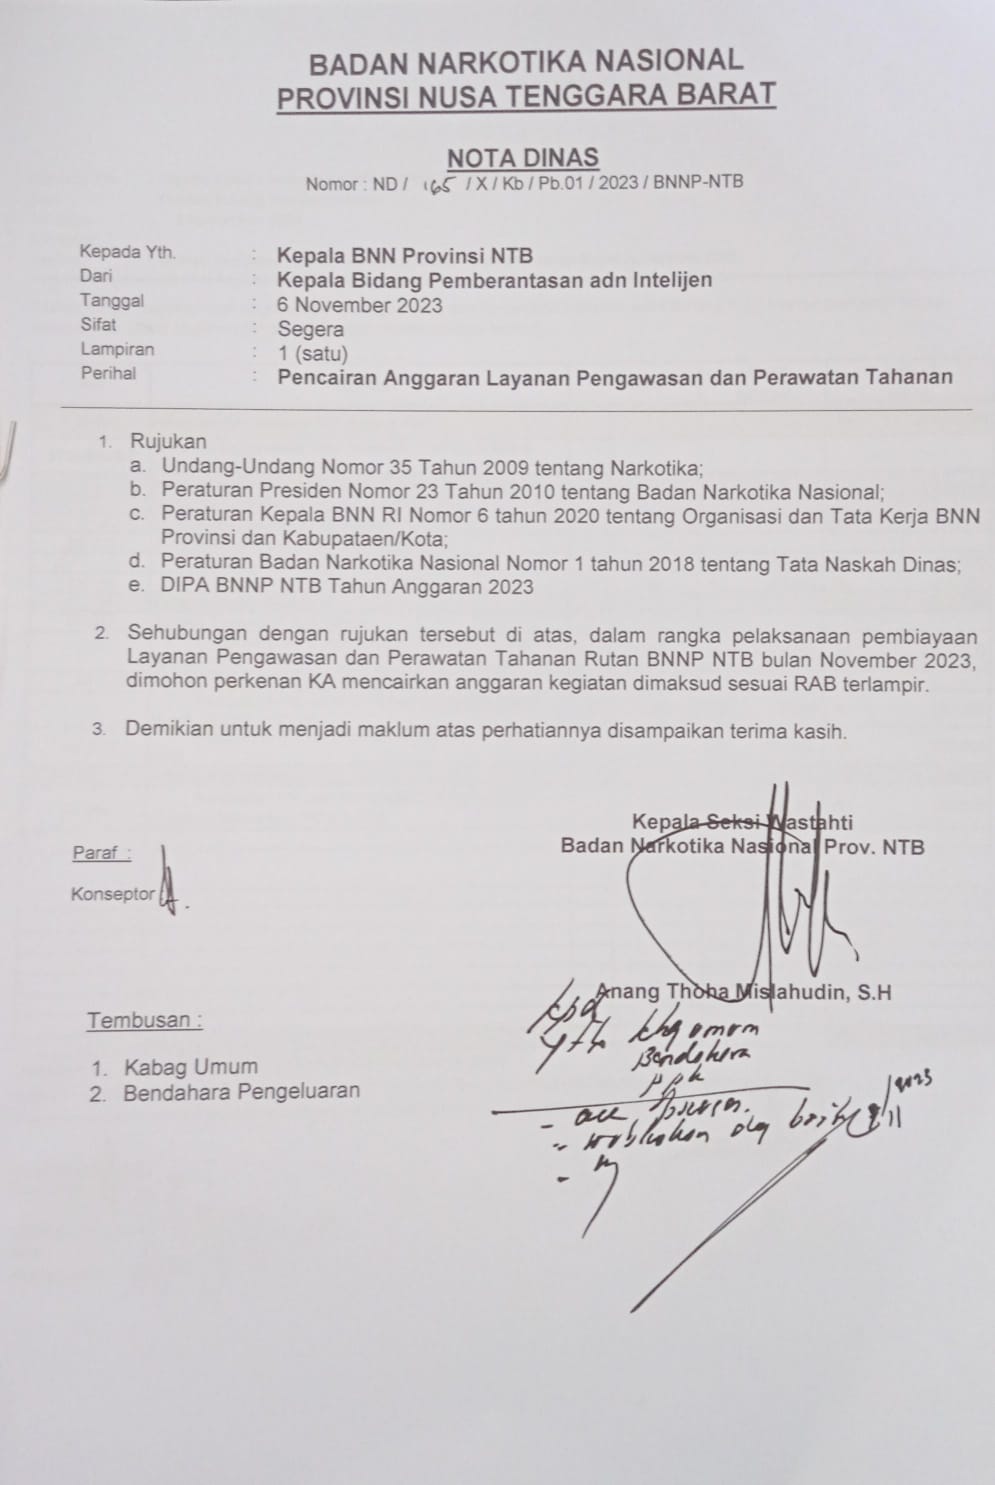 BADAN NARKOTIKA NASIONAL
PROVINSI NUSA TENGGARA BARAT
NOTA DINAS
Nomor : ND / 165 / X / Kb / Pb.01 / 2023 / BNNP-NTB
Kepada Yth. : Kepala BNN Provinsi NTB
Dari : Kepala Bidang Pemberantasan adn Intelijen
Tanggal : 6 November 2023
Sifat : Segera
Lampiran : 1 (satu)
Perihal : Pencairan Anggaran Layanan Pengawasan dan Perawatan Tahanan
1. Rujukan
a. Undang-Undang Nomor 35 Tahun 2009 tentang Narkotika;
b. Peraturan Presiden Nomor 23 Tahun 2010 tentang Badan Narkotika Nasional;
c. Peraturan Kepala BNN RI Nomor 6 tahun 2020 tentang Organisasi dan Tata Kerja BNN
Provinsi dan Kabupataen/Kota;
d. Peraturan Badan Narkotika Nasional Nomor 1 tahun 2018 tentang Tata Naskah Dinas;
e. DIPA BNNP NTB Tahun Anggaran 2023
2. Sehubungan dengan rujukan tersebut di atas, dalam rangka pelaksanaan pembiayaan
Layanan Pengawasan dan Perawatan Tahanan Rutan BNNP NTB bulan November 2023,
dimohon perkenan KA mencairkan anggaran kegiatan dimaksud sesuai RAB terlampir.
3. Demikian untuk menjadi maklum atas perhatiannya disampaikan terima kasih.
Kepala Seksi Wastahti
Badan Narkotika Nasional Prov. NTB
Paraf :
Konseptor
Anang Thoha Mislahudin, S.H
kpd
yth kbg umum
Bendahara
ppk
- acc
dg baik
2023
Tembusan :
1. Kabag Umum
2. Bendahara Pengeluaran